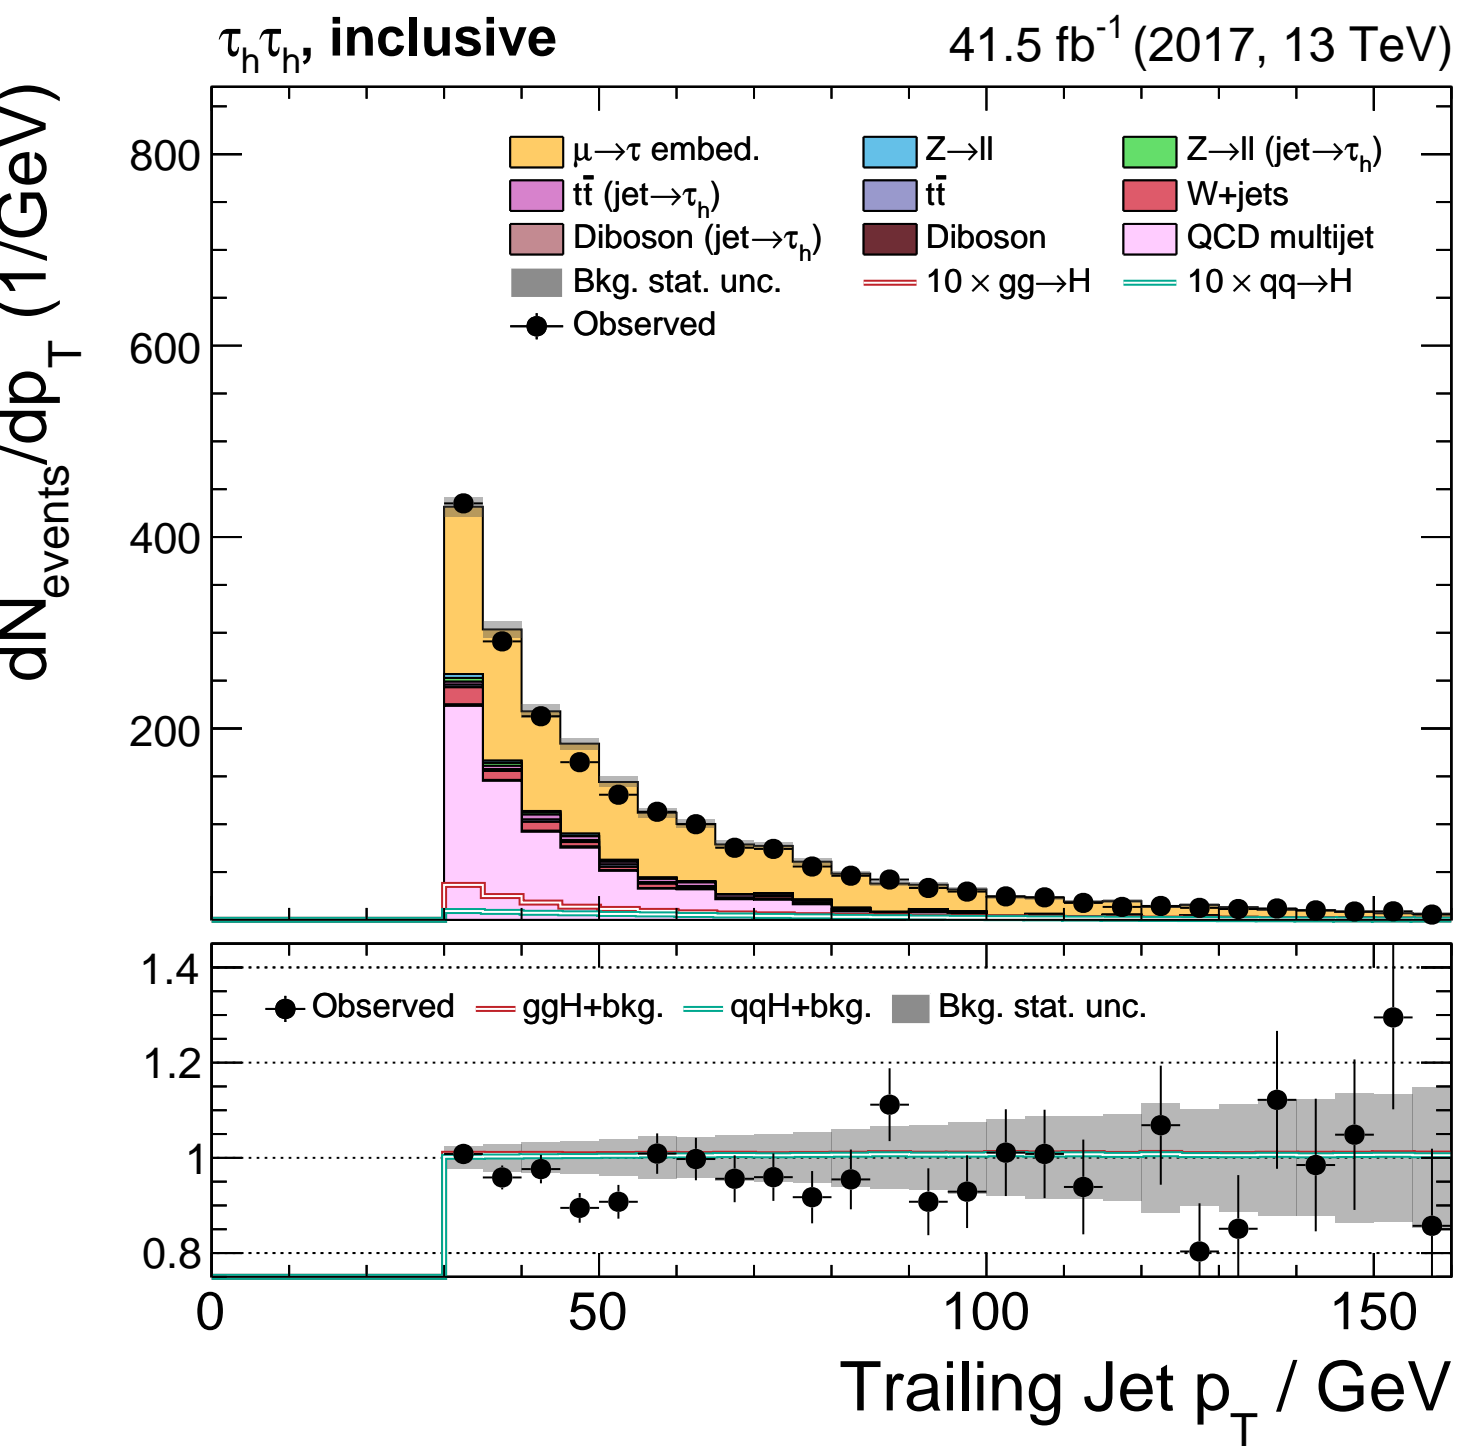 τhτh, inclusive 41.5 fb-1 (2017, 13 TeV)
dNevents/dpT (1/GeV)
800
600
400
200
μ→τ embed. Z→ll Z→ll (jet→τh)
tt̄ (jet→τh) tt̄ W+jets
Diboson (jet→τh) Diboson QCD multijet
Bkg. stat. unc. 10 × gg→H 10 × qq→H
Observed
1.4
1.2
1
0.8
Observed ggH+bkg. qqH+bkg. Bkg. stat. unc.
0 50 100 150
Trailing Jet pT / GeV